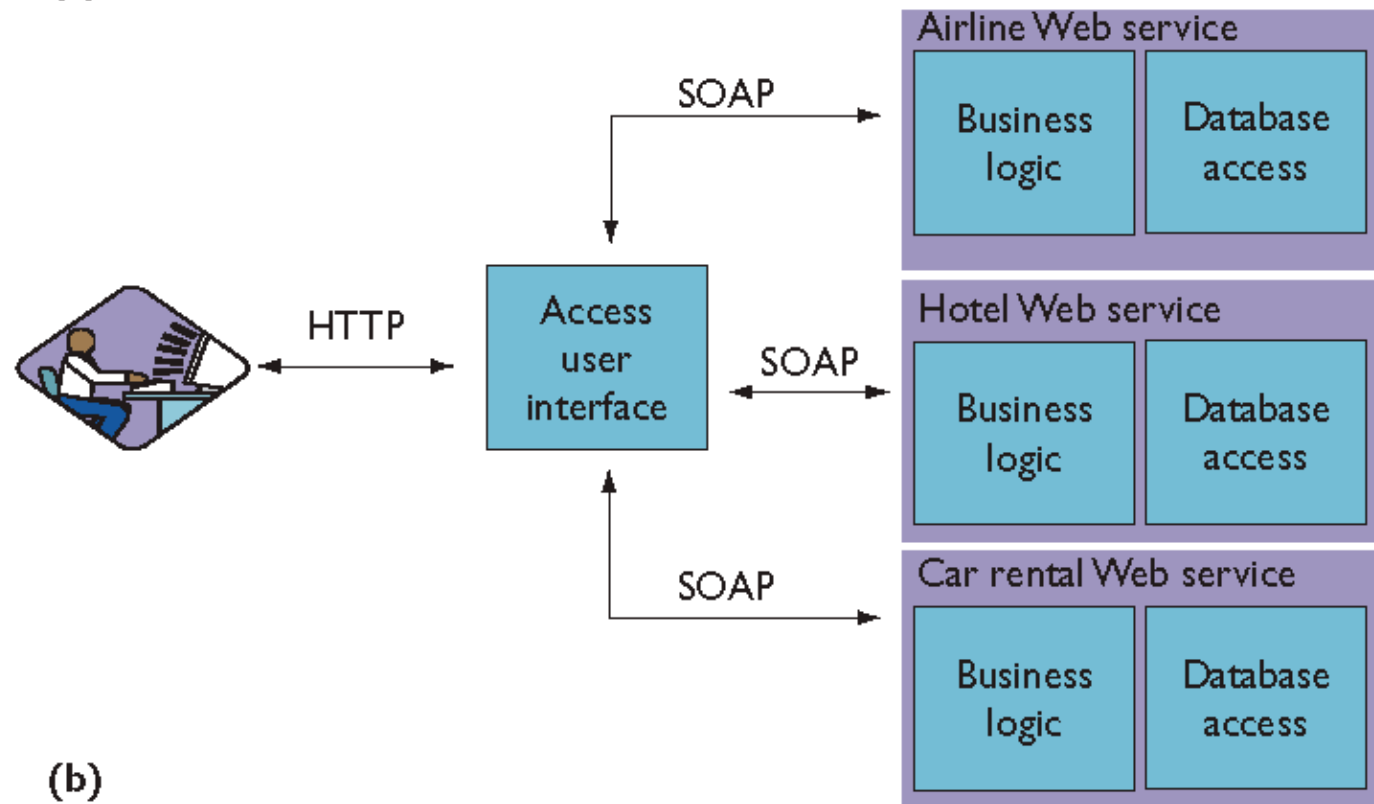 Airline Web service
SOAP
Business
logic
Database
access
HTTP
Access
user
interface
SOAP
Hotel Web service
Business
logic
Database
access
SOAP
Car rental Web service
Business
logic
Database
access
(b)